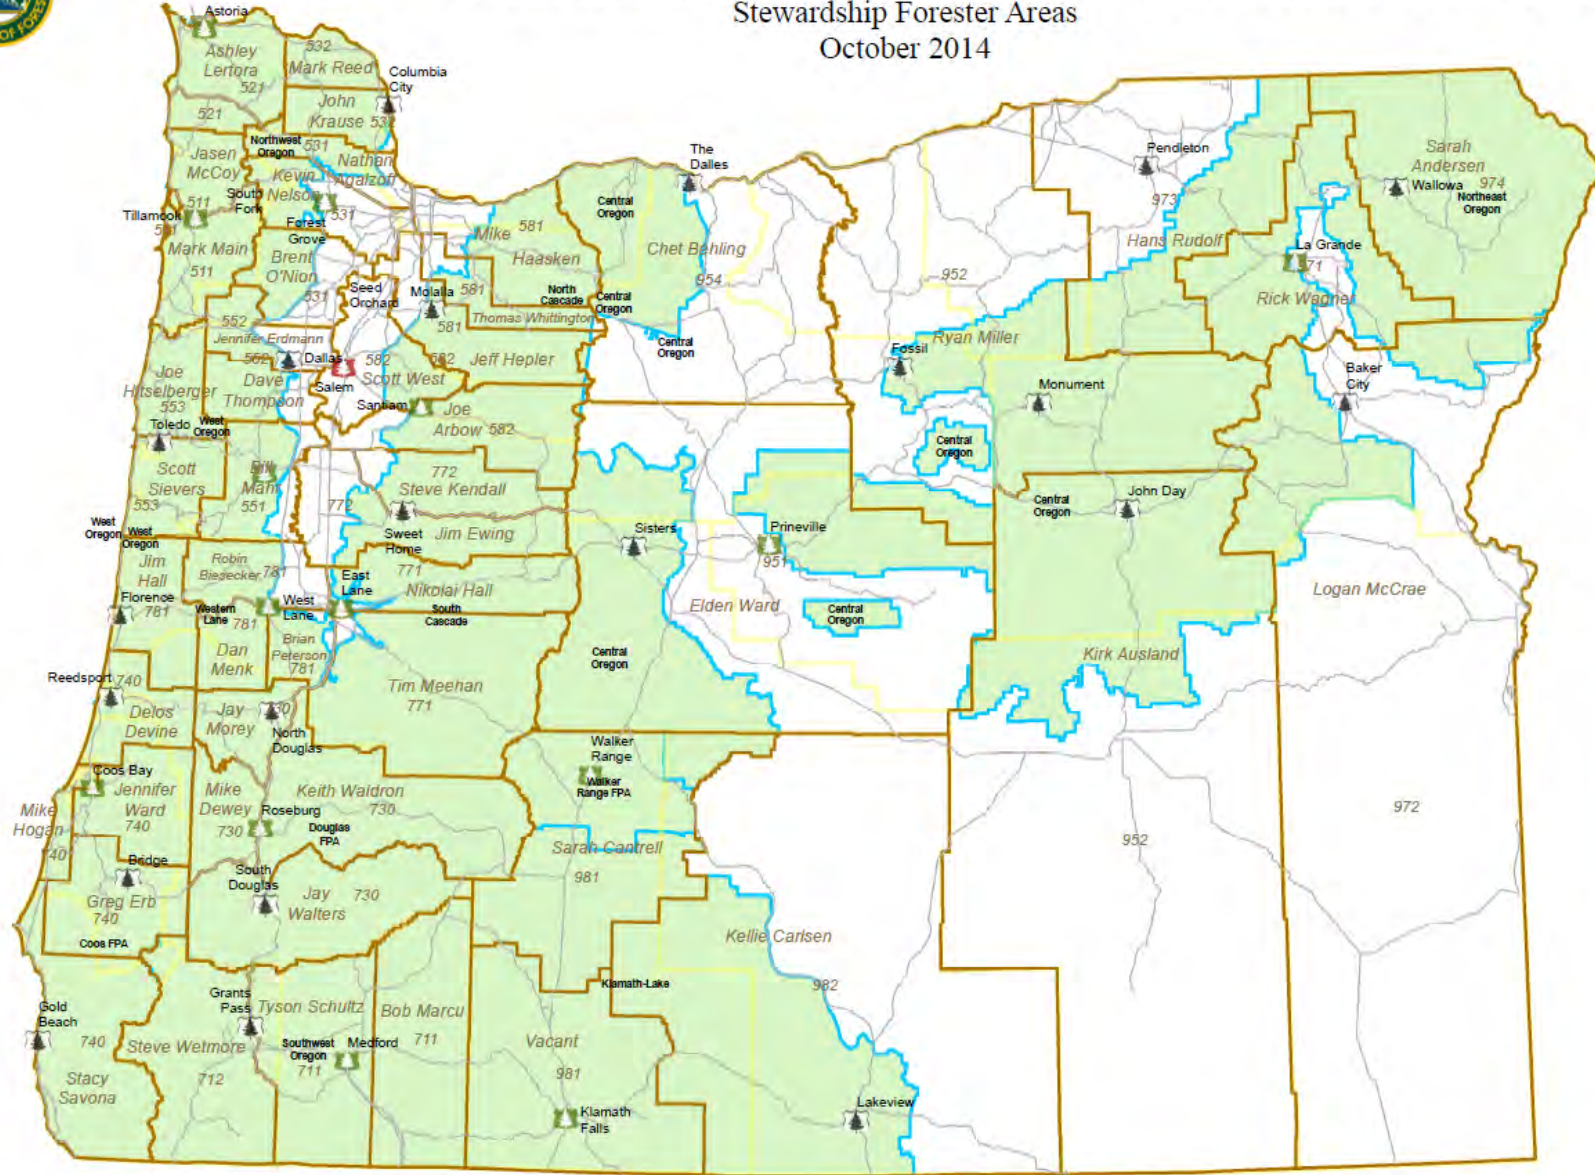 OF FORES
Stewardship Forester Areas
October 2014
Astoria
Ashley
Lertora
521
521
532
Mark Reed
Columbia
City
John
Krause 532
Northwest
Oregon
531
Jasen
McCoy
Nathan
Agalzoff
Kevin
Nelson
South
Fork
511
Tillamook
Forest
Grove
531
Mark Main
511
Brent
O'Nion
531
Seed
Orchard
Molalla
581
581
Mike
Haasken
581
North
Cascade
Thomas Whittington
The
Dalles
Central
Oregon
Chet Behling
954
Central
Oregon
Central
Oregon
952
Pendleton
973
Hans Rudolf
Sarah
Andersen
974
Wallowa
Northeast
Oregon
La Grande
71
Rick Wagner
552
Jennifer Erdmann
552
Dallas
582
582
Jeff Hepler
Scott West
Salem
Santiam
Joe
Hitselberger
553
Dave
Thompson
Toledo
West
Oregon
Joe
Arbow 582
Fossil
Ryan Miller
Monument
Baker
City
Central
Oregon
Scott
Sievers
553
Bill
Mahr
551
772
772
Steve Kendall
Sweet
Home
Jim Ewing
West
Oregon
West
Oregon
Sisters
Prineville
951
Central
Oregon
John Day
Jim
Hall
Florence
781
Robin
Biesecker
781
East
Lane
771
Nikolai Hall
West
Lane
Western
Lane
781
South
Cascade
Elden Ward
Central
Oregon
Logan McCrae
Dan
Menk
Brian
Peterson
781
Central
Oregon
Kirk Ausland
Reedsport
740
Tim Meehan
771
Delos
Devine
Jay
Morey
730
North
Douglas
Walker
Range
Walker
Range FPA
Coos Bay
Jennifer
Ward
740
Mike
Hogan
740
Mike
Dewey
730
Keith Waldron
730
Roseburg
Douglas
FPA
Sarah Cantrell
981
972
952
Bridge
Greg Erb
740
South
Douglas
Jay
Walters
730
Coos FPA
Kellie Carlsen
982
Klamath-Lake
Gold
Beach
740
Grants
Pass
Tyson Schultz
Bob Marcu
711
Steve Wetmore
712
Southwest
Oregon
711
Medford
Vacant
981
Stacy
Savona
Klamath
Falls
Lakeview